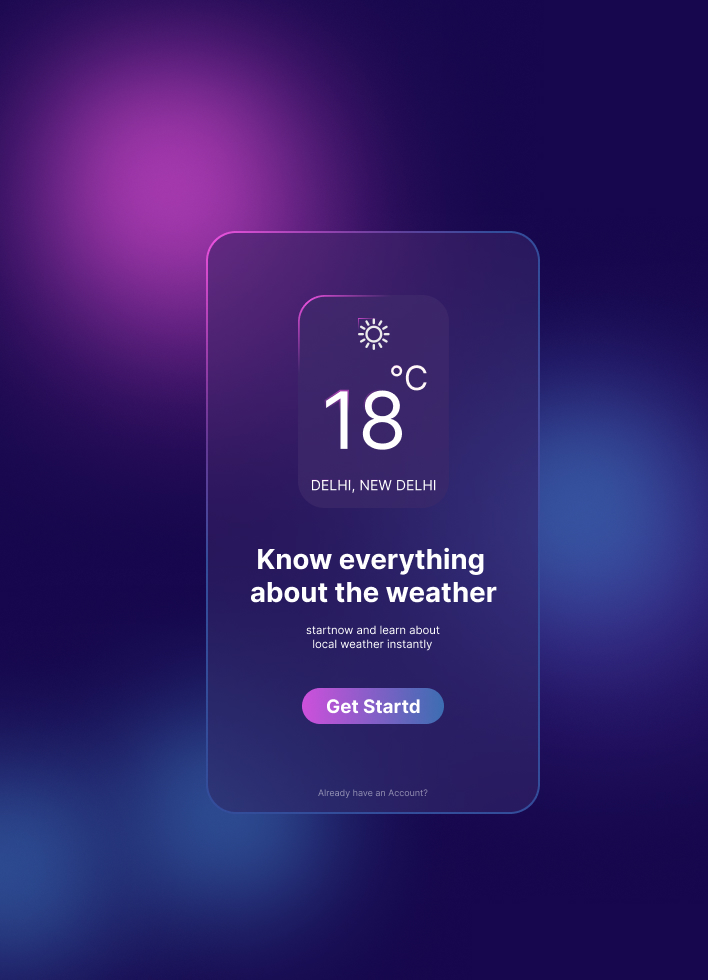 °C
18
DELHI, NEW DELHI
Know everything
about the weather
startnow and learn about
local weather instantly
Get Startd
Already have an Account?